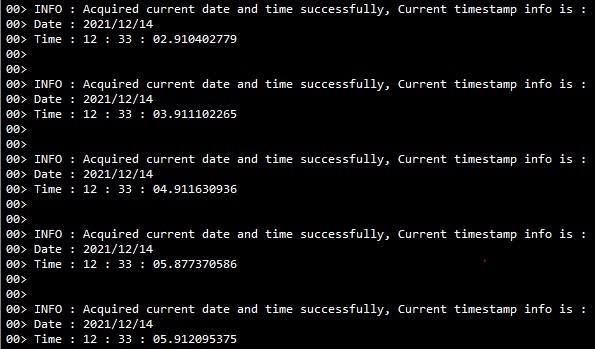 00> INFO : Acquired current date and time successfully, Current timestamp info is :
00> Date : 2021/12/14
00> Time : 12 : 33 : 02.910402779
00>
00>
00> INFO : Acquired current date and time successfully, Current timestamp info is :
00> Date : 2021/12/14
00> Time : 12 : 33 : 03.911102265
00>
00>
00> INFO : Acquired current date and time successfully, Current timestamp info is :
00> Date : 2021/12/14
00> Time : 12 : 33 : 04.911630936
00>
00>
00> INFO : Acquired current date and time successfully, Current timestamp info is :
00> Date : 2021/12/14
00> Time : 12 : 33 : 05.877370586
00>
00>
00> INFO : Acquired current date and time successfully, Current timestamp info is :
00> Date : 2021/12/14
00> Time : 12 : 33 : 05.912095375